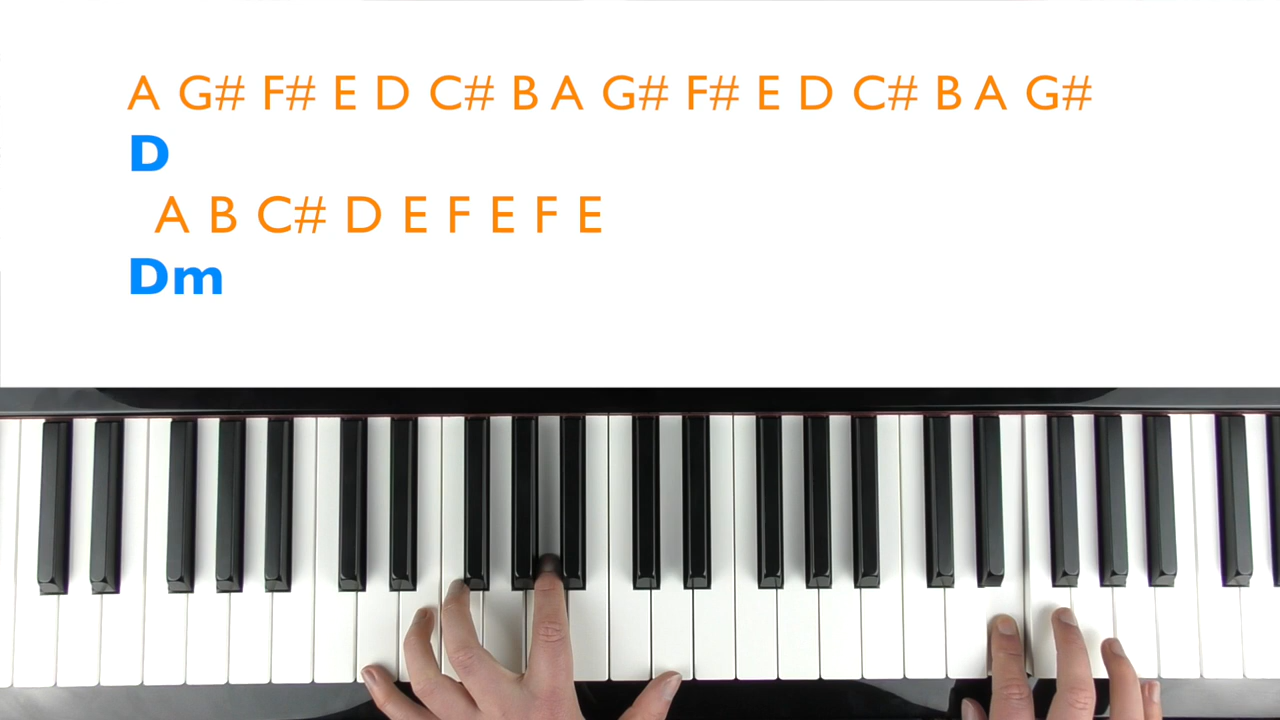 A G# F# E D C# B A G# F# E D C# B A G#
D
A B C# D E F E F E
Dm